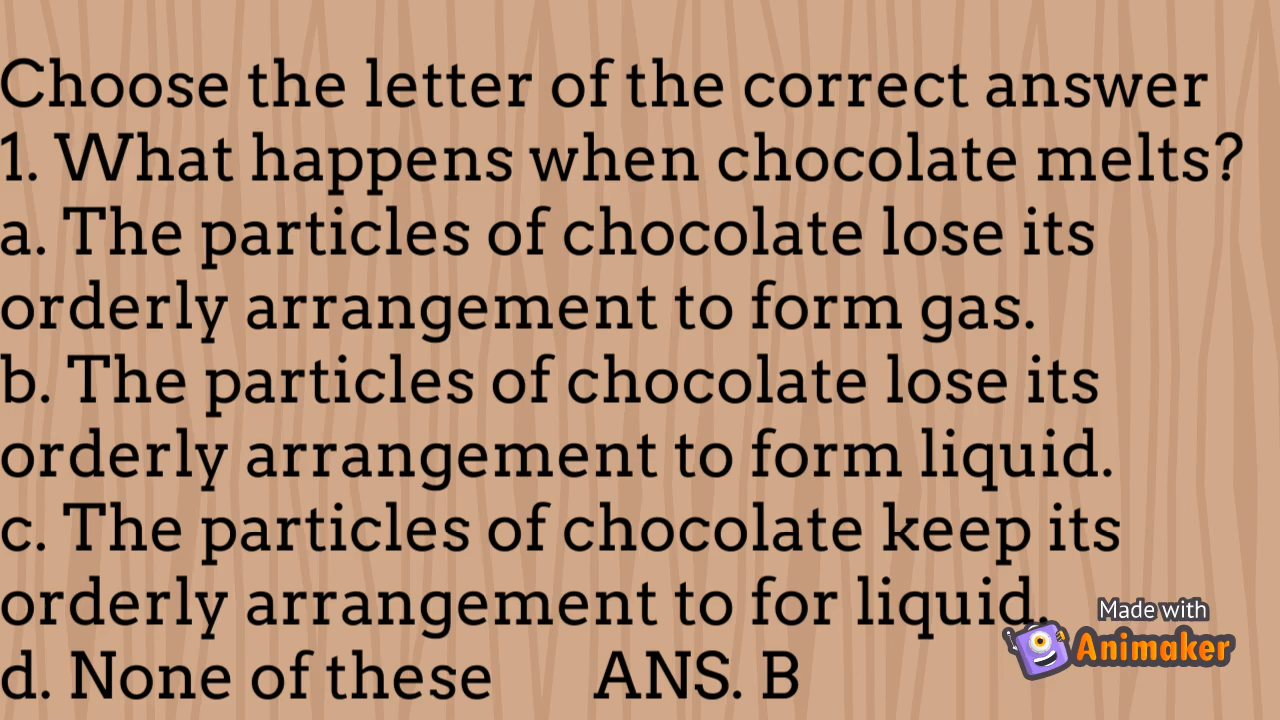 Choose the letter of the correct answer
1. What happens when chocolate melts?
a. The particles of chocolate lose its
orderly arrangement to form gas.
b. The particles of chocolate lose its
orderly arrangement to form liquid.
c. The particles of chocolate keep its
orderly arrangement to for liquid.
d. None of these ANS. B
Made with
Animaker